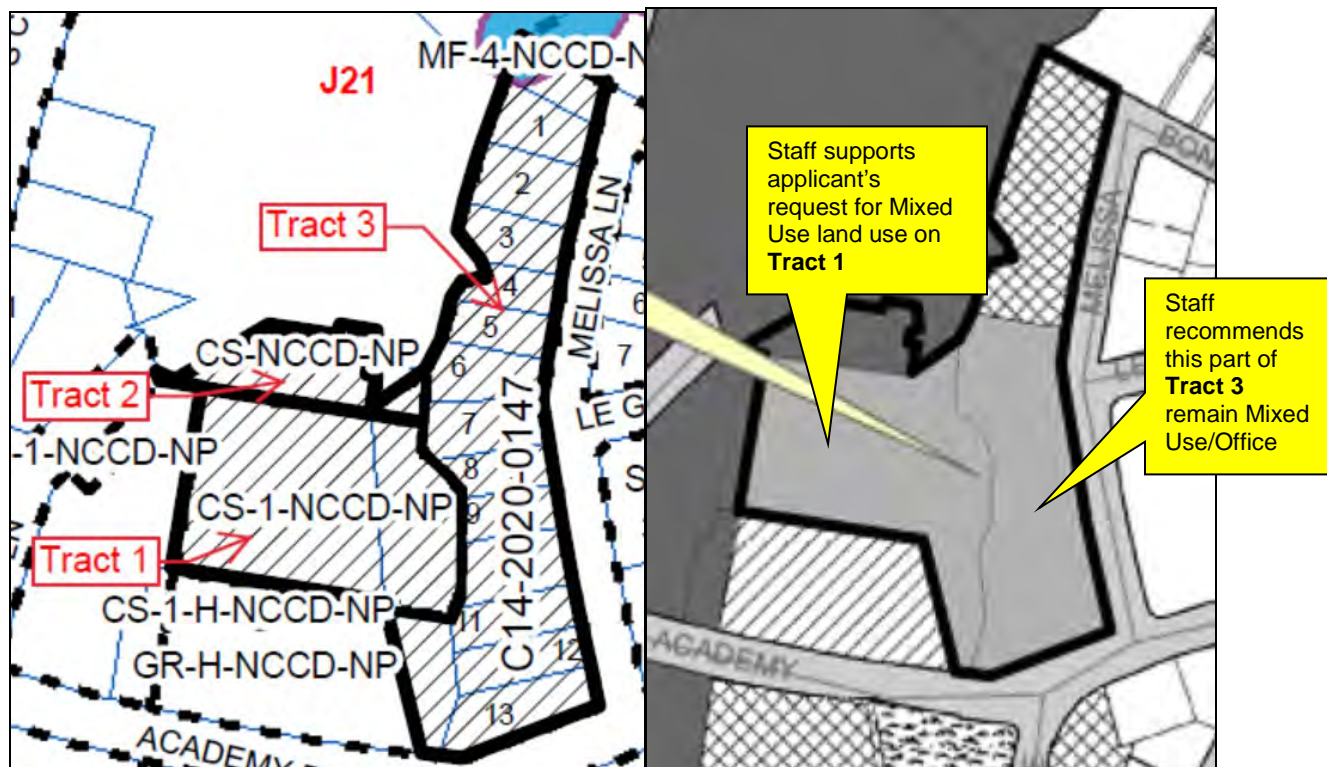 MF-4-NCCD-N
J21
1
2
3
4
5
6
7
8
9
11
12
13
Tract 3
MELISSA LN
6
7
LE G
S
CS-NCCD-NP
Tract 2
-1-NCCD-NP
CS-1-NCCD-NP
C14-2020-0147
Tract 1
CS-1-H-NCCD-NP
GR-H-NCCD-NP
ACADEMY
Staff supports
applicant's
request for Mixed
Use land use on
Tract 1
Staff
recommends
this part of
Tract 3
remain Mixed
Use/Office
BON
MELISSA
LE
ACADEMY